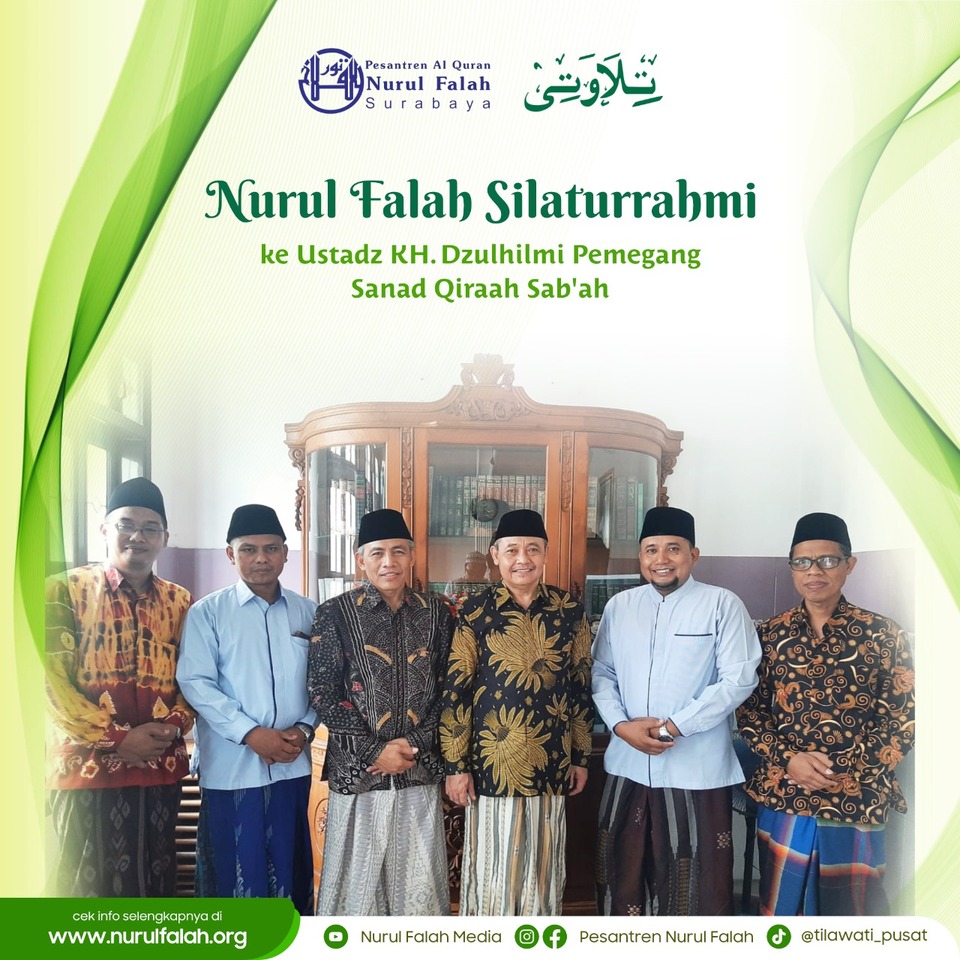 Pesantren Al Quran
Nurul Falah
Surabaya
تِلَاوَتِى
Nurul Falah Silaturrahmi
ke Ustadz KH. Dzulhilmi Pemegang
Sanad Qiraah Sab'ah
cek info selengkapnya di
www.nurulfalah.org
Nurul Falah Media
Pesantren Nurul Falah
@tilawati_pusat